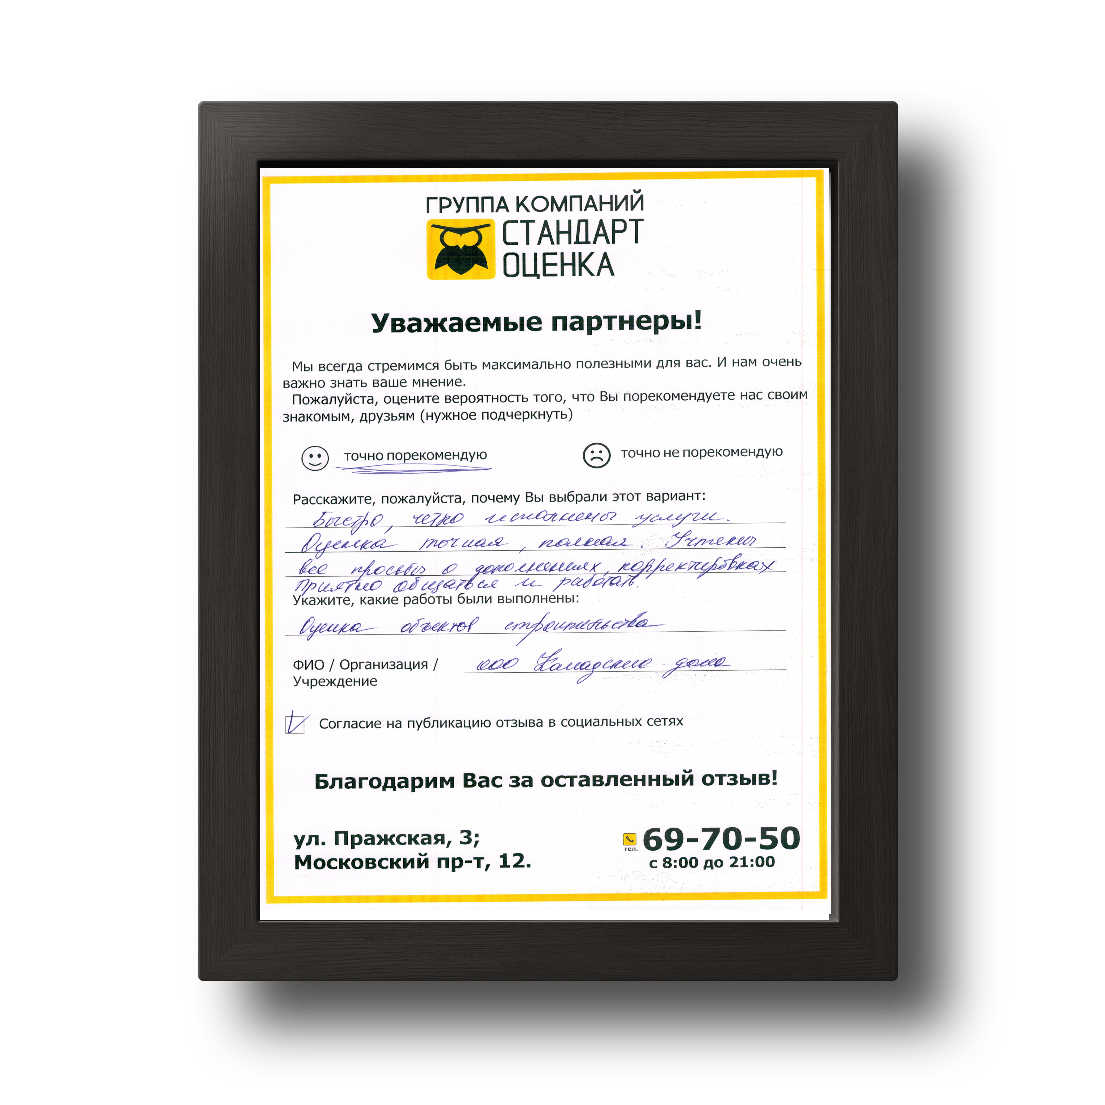 ГРУППА КОМПАНИЙ
СТАНДАРТ
ОЦЕНКА
Уважаемые партнеры!
Мы всегда стремимся быть максимально полезными для вас. И нам очень
важно знать ваше мнение.
Пожалуйста, оцените вероятность того, что Вы порекомендуете нас своим
знакомым, друзьям (нужное подчеркнуть)
точно порекомендую
точно не порекомендую
Расскажите, пожалуйста, почему Вы выбрали этот вариант:
Быстро, четко исполнены услуги.
Оценка точная, полная. Учтены
все просьбы о дополнениях, корректировках
Приятно общаться и работать.
Укажите, какие работы были выполнены:
Оценка объектов строительства
ФИО / Организация /
Учреждение
ООО Канадские дома
Согласие на публикацию отзыва в социальных сетях
Благодарим Вас за оставленный отзыв!
ул. Пражская, 3;
Московский пр-т, 12.
тел. 69-70-50
с 8:00 до 21:00